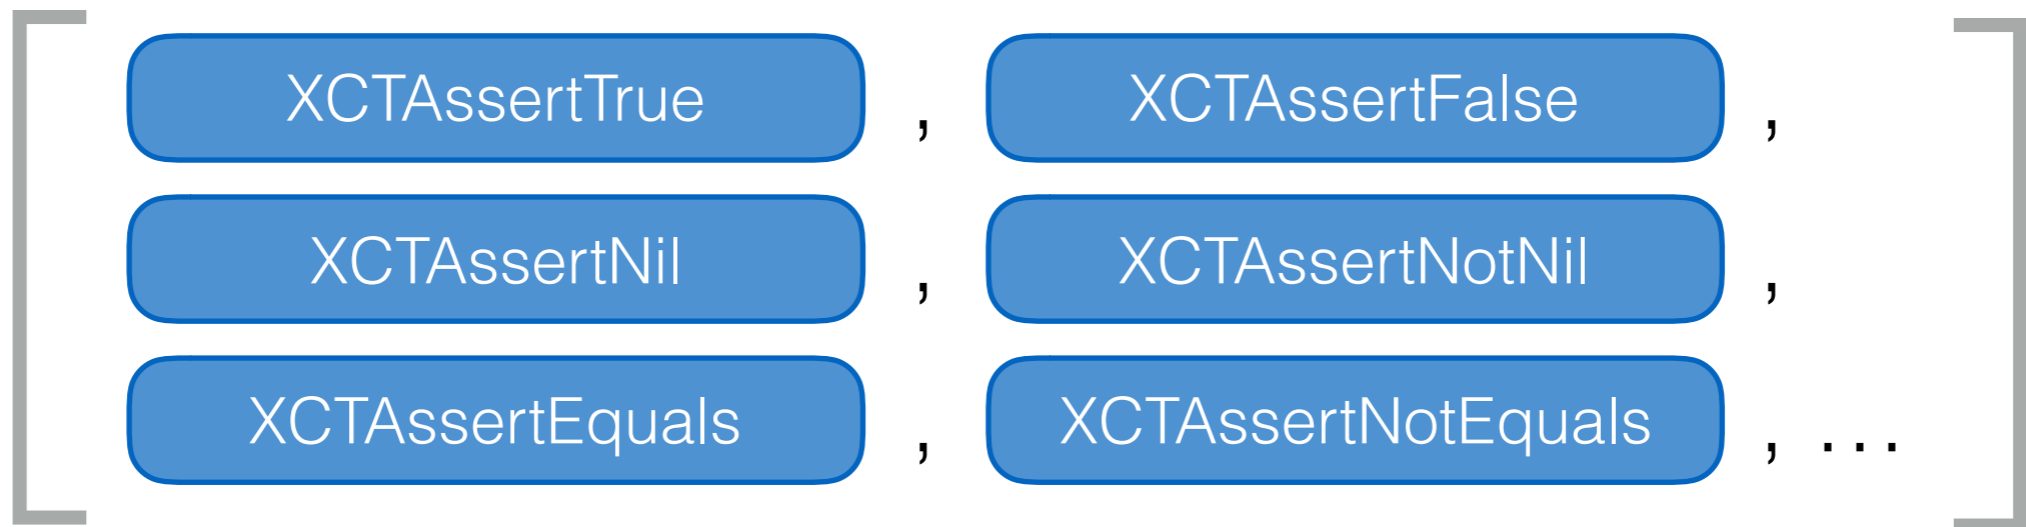 [ XCTAssertTrue , XCTAssertFalse ,
XCTAssertNil , XCTAssertNotNil ,
XCTAssertEquals , XCTAssertNotEquals , ... ]